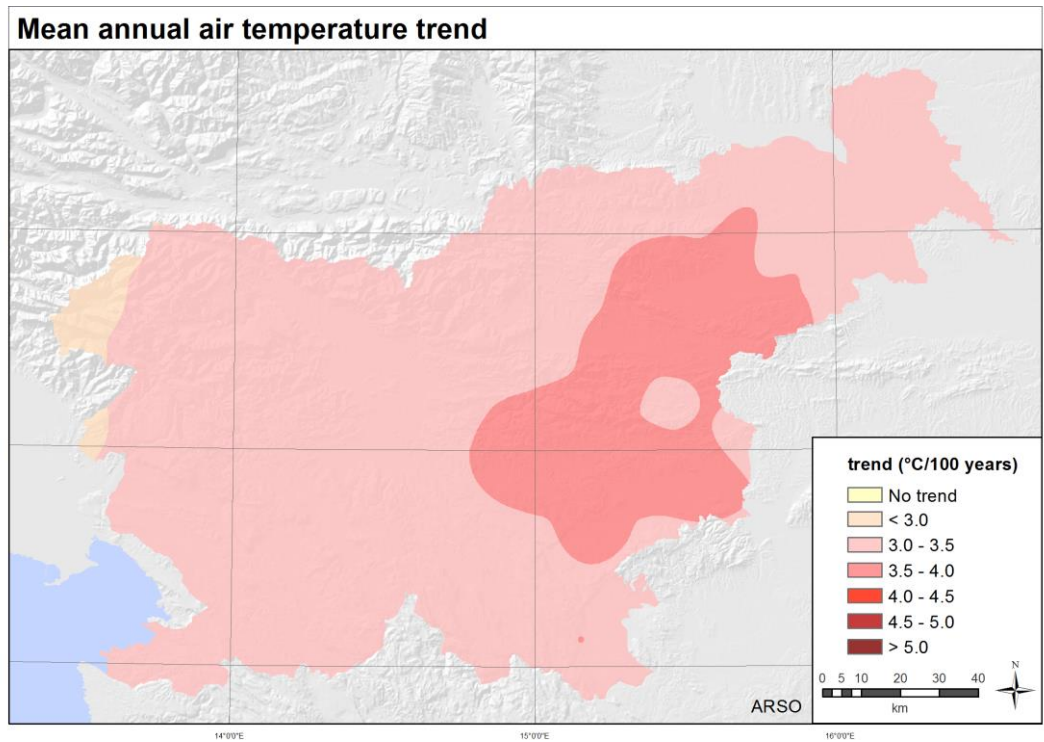 Mean annual air temperature trend
trend (°C/100 years)
No trend
< 3.0
3.0 - 3.5
3.5 - 4.0
4.0 - 4.5
4.5 - 5.0
> 5.0
N
0 5 10 20 30 40
km
ARSO
14°0'0"E 15°0'0"E 16°0'0"E